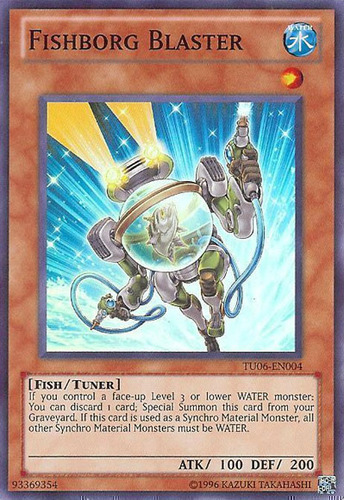 FISHBORG BLASTER
WATER
水
TU06-EN004
[FISH/TUNER]
If you control a face-up Level 3 or lower WATER monster:
You can discard 1 card; Special Summon this card from your
Graveyard. If this card is used as a Synchro Material Monster, all
other Synchro Material Monsters must be WATER.
ATK/ 100 DEF/ 200
93369354
©1996 KAZUKI TAKAHASHI